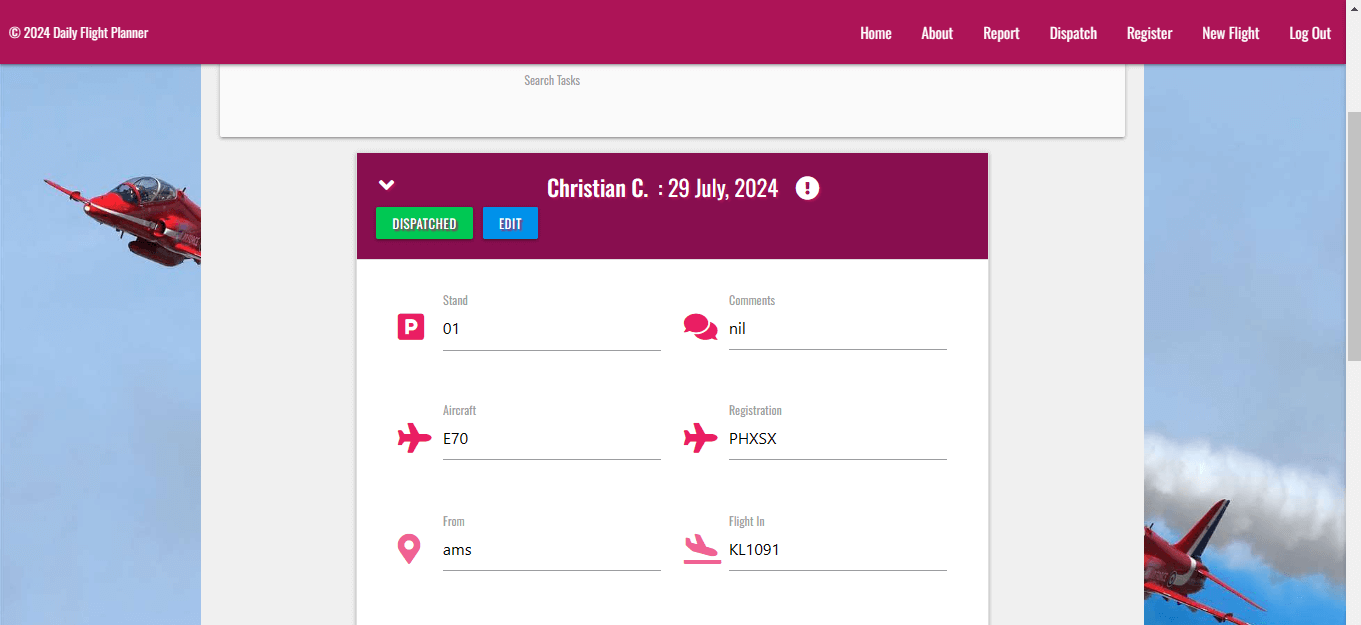 © 2024 Daily Flight Planner
Home About Report Dispatch Register New Flight Log Out
Search Tasks
Christian C. : 29 July, 2024
DISPATCHED EDIT
Stand Comments
01 nil
Aircraft Registration
E70 PHXSX
From Flight In
ams KL1091